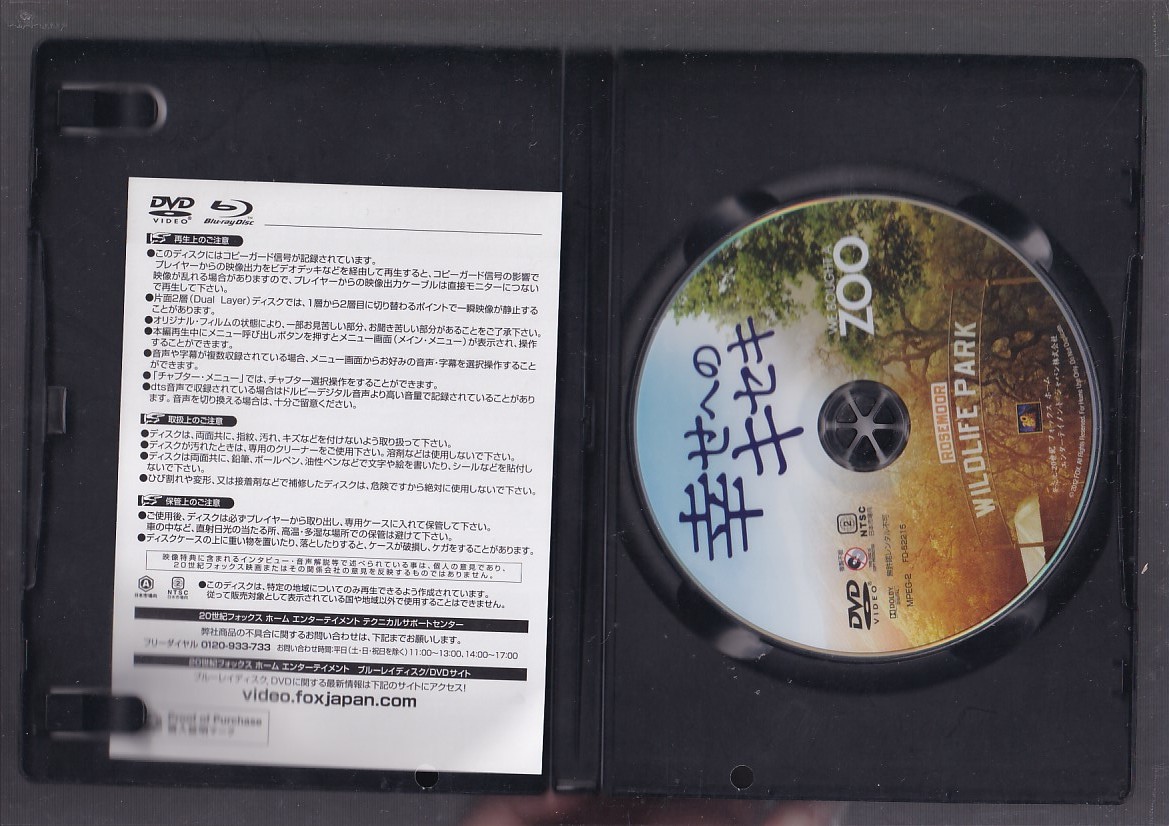 DVD VIDEO Blu-ray Disc
再生上のご注意
●このディスクにはコピーガード信号が記録されています。
プレイヤーからの映像出力をビデオデッキなどを経由して再生すると、コピーガード信号の影響で
映像が乱れる場合がありますので、プレイヤーからの映像出力ケーブルは直接モニターにつない
で再生して下さい。
●片面2層(Dual Layer)ディスクでは、1層から2層目に切り替わるポイントで一瞬映像が静止する
ことがあります。
●オリジナル・フィルムの状態により、一部お見苦しい部分、お聞き苦しい部分があることをご了承下さい。
●本編再生中にメニュー呼び出しボタンを押すとメニュー画面(メイン・メニュー)が表示され、操作
することができます。
●音声や字幕が複数収録されている場合、メニュー画面からお好みの音声・字幕を選択操作すること
ができます。
●「チャプター・メニュー」では、チャプター選択操作をすることができます。
●dts音声で収録されている場合はドルビーデジタル音声より高い音量で記録されていることがあり
ます。音声を切り換える場合は、十分ご留意ください。
取扱上のご注意
●ディスクは、両面共に、指紋、汚れ、キズなどを付けないよう取り扱って下さい。
●ディスクが汚れたときは、専用のクリーナーをご使用下さい。溶剤などは使用しないで下さい。
●ディスクは両面共に、鉛筆、ボールペン、油性ペンなどで文字や絵を書いたり、シールなどを貼付し
ないで下さい。
●ひび割れや変形、又は接着剤などで補修したディスクは、危険ですから絶対に使用しないで下さい。
保管上のご注意
●ご使用後、ディスクは必ずプレイヤーから取り出し、専用ケースに入れて保管して下さい。
車の中など、直射日光の当たる所、高温・多湿な場所での保管は避けて下さい。
●ディスクケースの上に重い物を置いたり、落としたりすると、ケースが破損し、ケガをすることがあります。
映像特典に含まれるインタビュー・音声解説等で述べられている事は、個人の意見であり、
20世紀フォックス映画またはその関係会社の意見を反映するものではありません。
A 日本市場向
2 NTSC 日本市場向
●このディスクは、特定の地域についてのみ再生できるよう作成されています。
従って販売対象として表示されている国や地域以外で使用することはできません。
20世紀フォックス ホーム エンターテイメント テクニカルサポートセンター
弊社商品の不具合に関するお問い合わせは、下記までお願いします。
フリーダイヤル 0120-933-733 お問い合わせ時間:平日(土・日・祝日を除く)11:00~13:00、14:00~17:00
20世紀フォックス ホーム エンターテイメント ブルーレイディスク/DVDサイト
ブルーレイディスク、DVDに関する最新情報は下記のサイトにアクセス!
video.foxjapan.com
Proof of Purchase
購入証明データ
幸せへの
キセキ
WE BOUGHT A
ZOO
ROSEMOOR
WILDLIFE PARK
DVD VIDEO
2 NTSC 日本市場向
DOLBY
MPEG-2
FD-52215